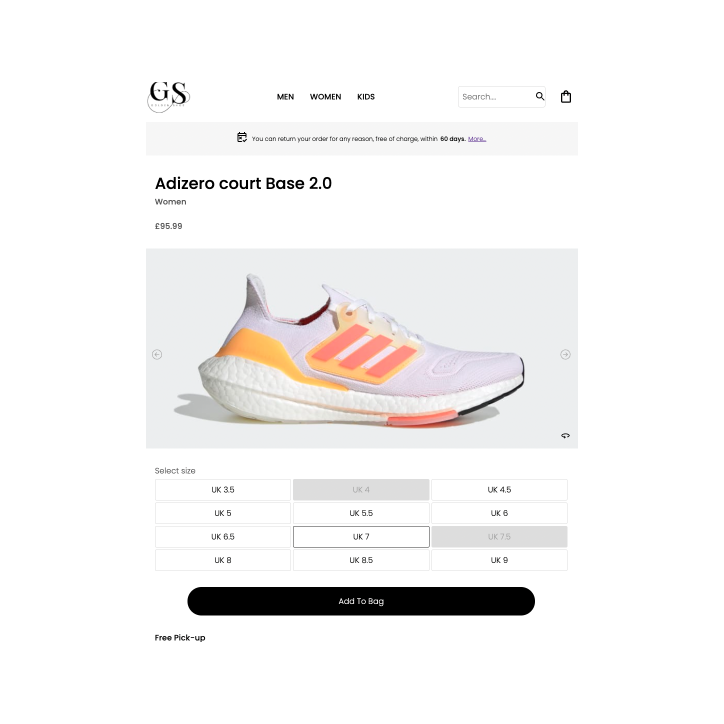 GS
MEN WOMEN KIDS Search...
You can return your order for any reason, free of charge, within 60 days. More..
Adizero court Base 2.0
Women
£95.99
Select size
UK 3.5 UK 4 UK 4.5
UK 5 UK 5.5 UK 6
UK 6.5 UK 7 UK 7.5
UK 8 UK 8.5 UK 9
Add To Bag
Free Pick-up